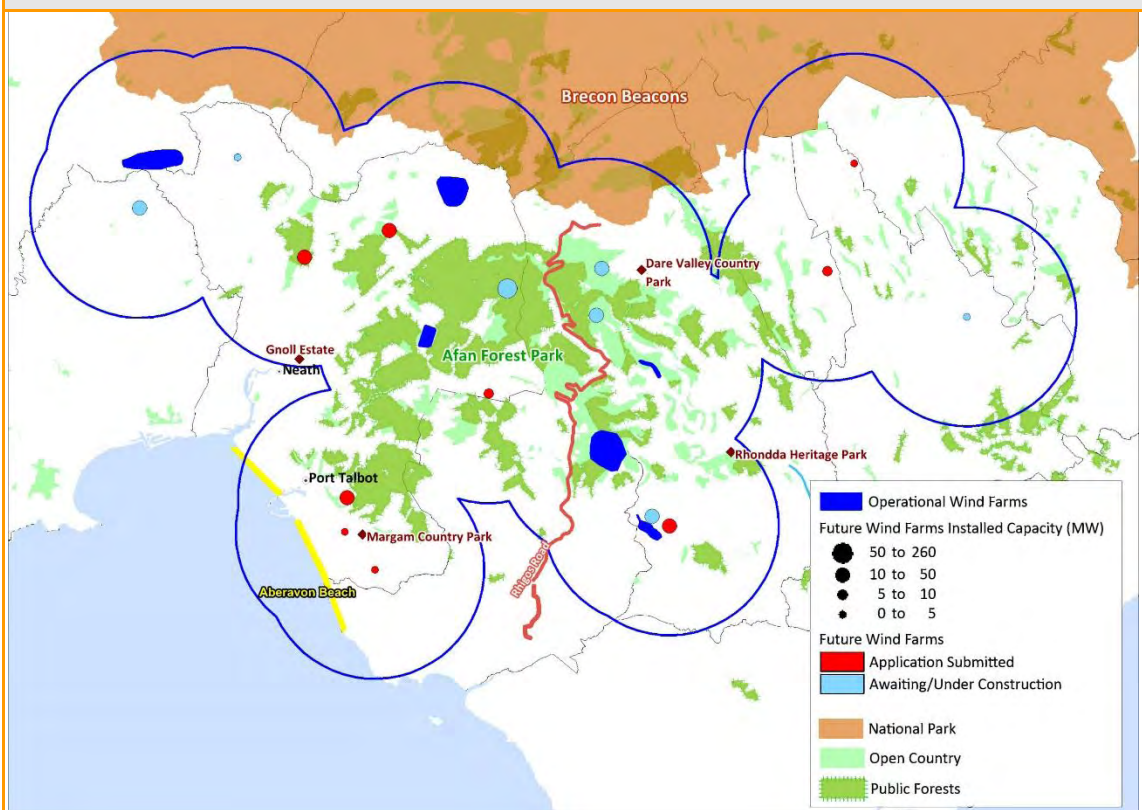 Brecon Beacons
Dare Valley Country
Park
Gnoll Estate
Neath
Afan Forest Park
Rhondda Heritage Park
Port Talbot
Margam Country Park
Rhigos Road
Aberavon Beach
Operational Wind Farms
Future Wind Farms Installed Capacity (MW)
50 to 260
10 to 50
5 to 10
0 to 5
Future Wind Farms
Application Submitted
Awaiting/Under Construction
National Park
Open Country
Public Forests